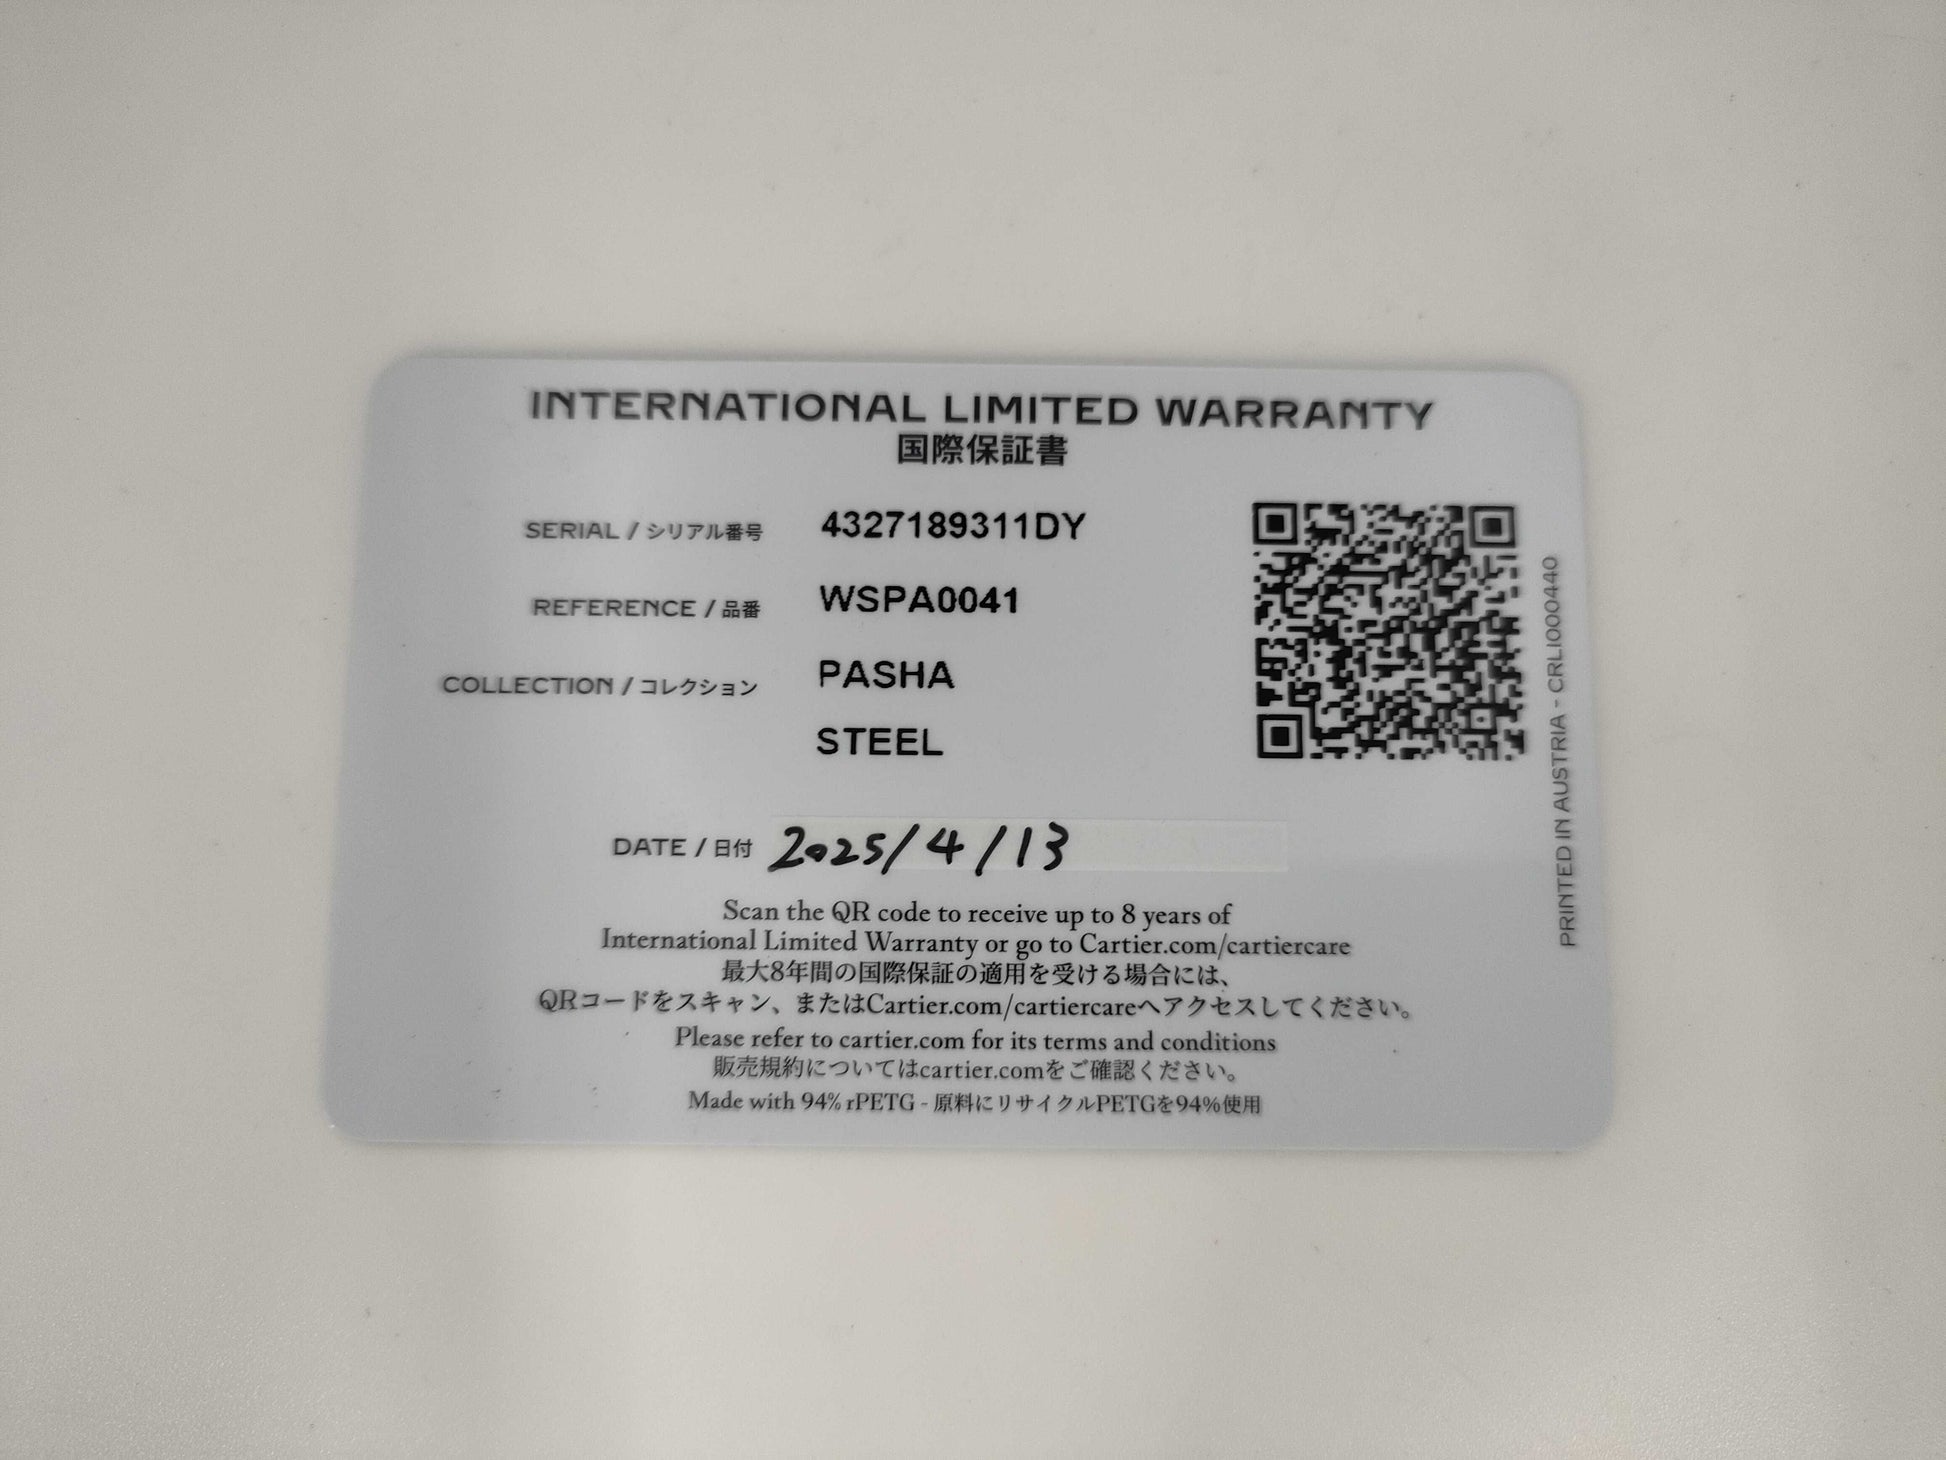 INTERNATIONAL LIMITED WARRANTY
国際保証書
SERIAL / シリアル番号 4327189311DY
REFERENCE / 品番 WSPA0041
COLLECTION / コレクション PASHA
STEEL
DATE / 日付 2025/4/13
Scan the QR code to receive up to 8 years of
International Limited Warranty or go to Cartier.com/cartiercare
最大8年間の国際保証の適用を受ける場合には、
QRコードをスキャン、またはCartier.com/cartiercareへアクセスしてください。
Please refer to cartier.com for its terms and conditions
販売規約についてはcartier.comをご確認ください。
Made with 94% rPETG - 原料にリサイクルPETGを94%使用
PRINTED IN AUSTRIA - CRLI000440